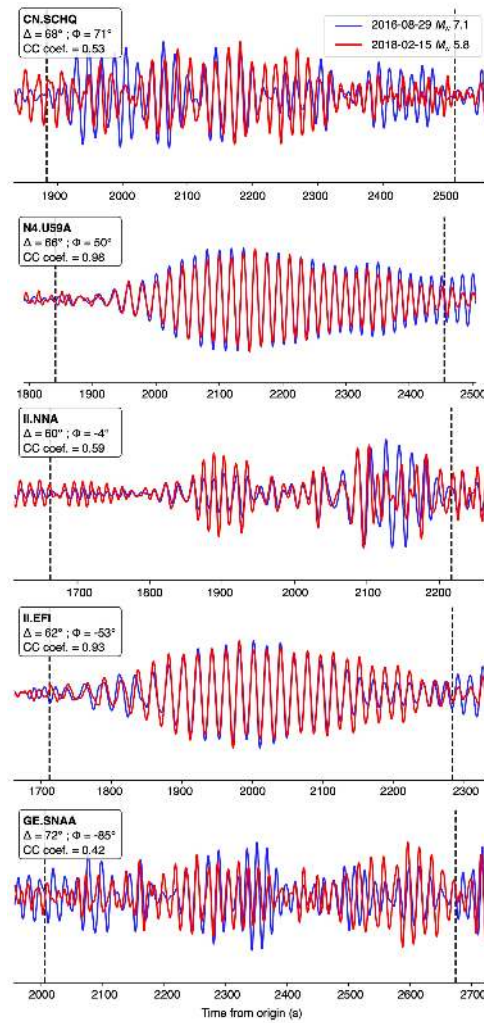 CN.SCHQ
Δ = 68° ; Φ = 71°
CC coef. = 0.53
2016-08-29 Mw 7.1
2018-02-15 Mw 5.8
1900 2000 2100 2200 2300 2400 2500
N4.U59A
Δ = 66° ; Φ = 50°
CC coef. = 0.98
1800 1900 2000 2100 2200 2300 2400 2500
II.NNA
Δ = 60° ; Φ = -4°
CC coef. = 0.59
1700 1800 1900 2000 2100 2200
II.EFI
Δ = 62° ; Φ = -53°
CC coef. = 0.93
1700 1800 1900 2000 2100 2200 2300
GE.SNAA
Δ = 72° ; Φ = -85°
CC coef. = 0.42
2000 2100 2200 2300 2400 2500 2600 2700
Time from origin (s)